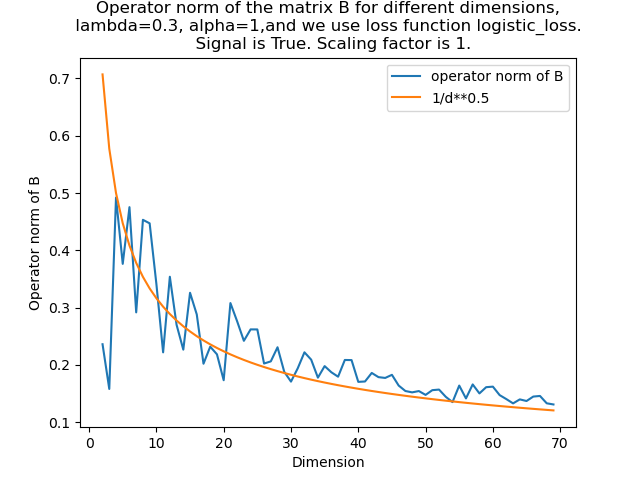 Operator norm of the matrix B for different dimensions,
lambda=0.3, alpha=1,and we use loss function logistic_loss.
Signal is True. Scaling factor is 1.
operator norm of B
1/d**0.5
0.7
0.6
0.5
0.4
0.3
0.2
0.1
Operator norm of B
0 10 20 30 40 50 60 70
Dimension